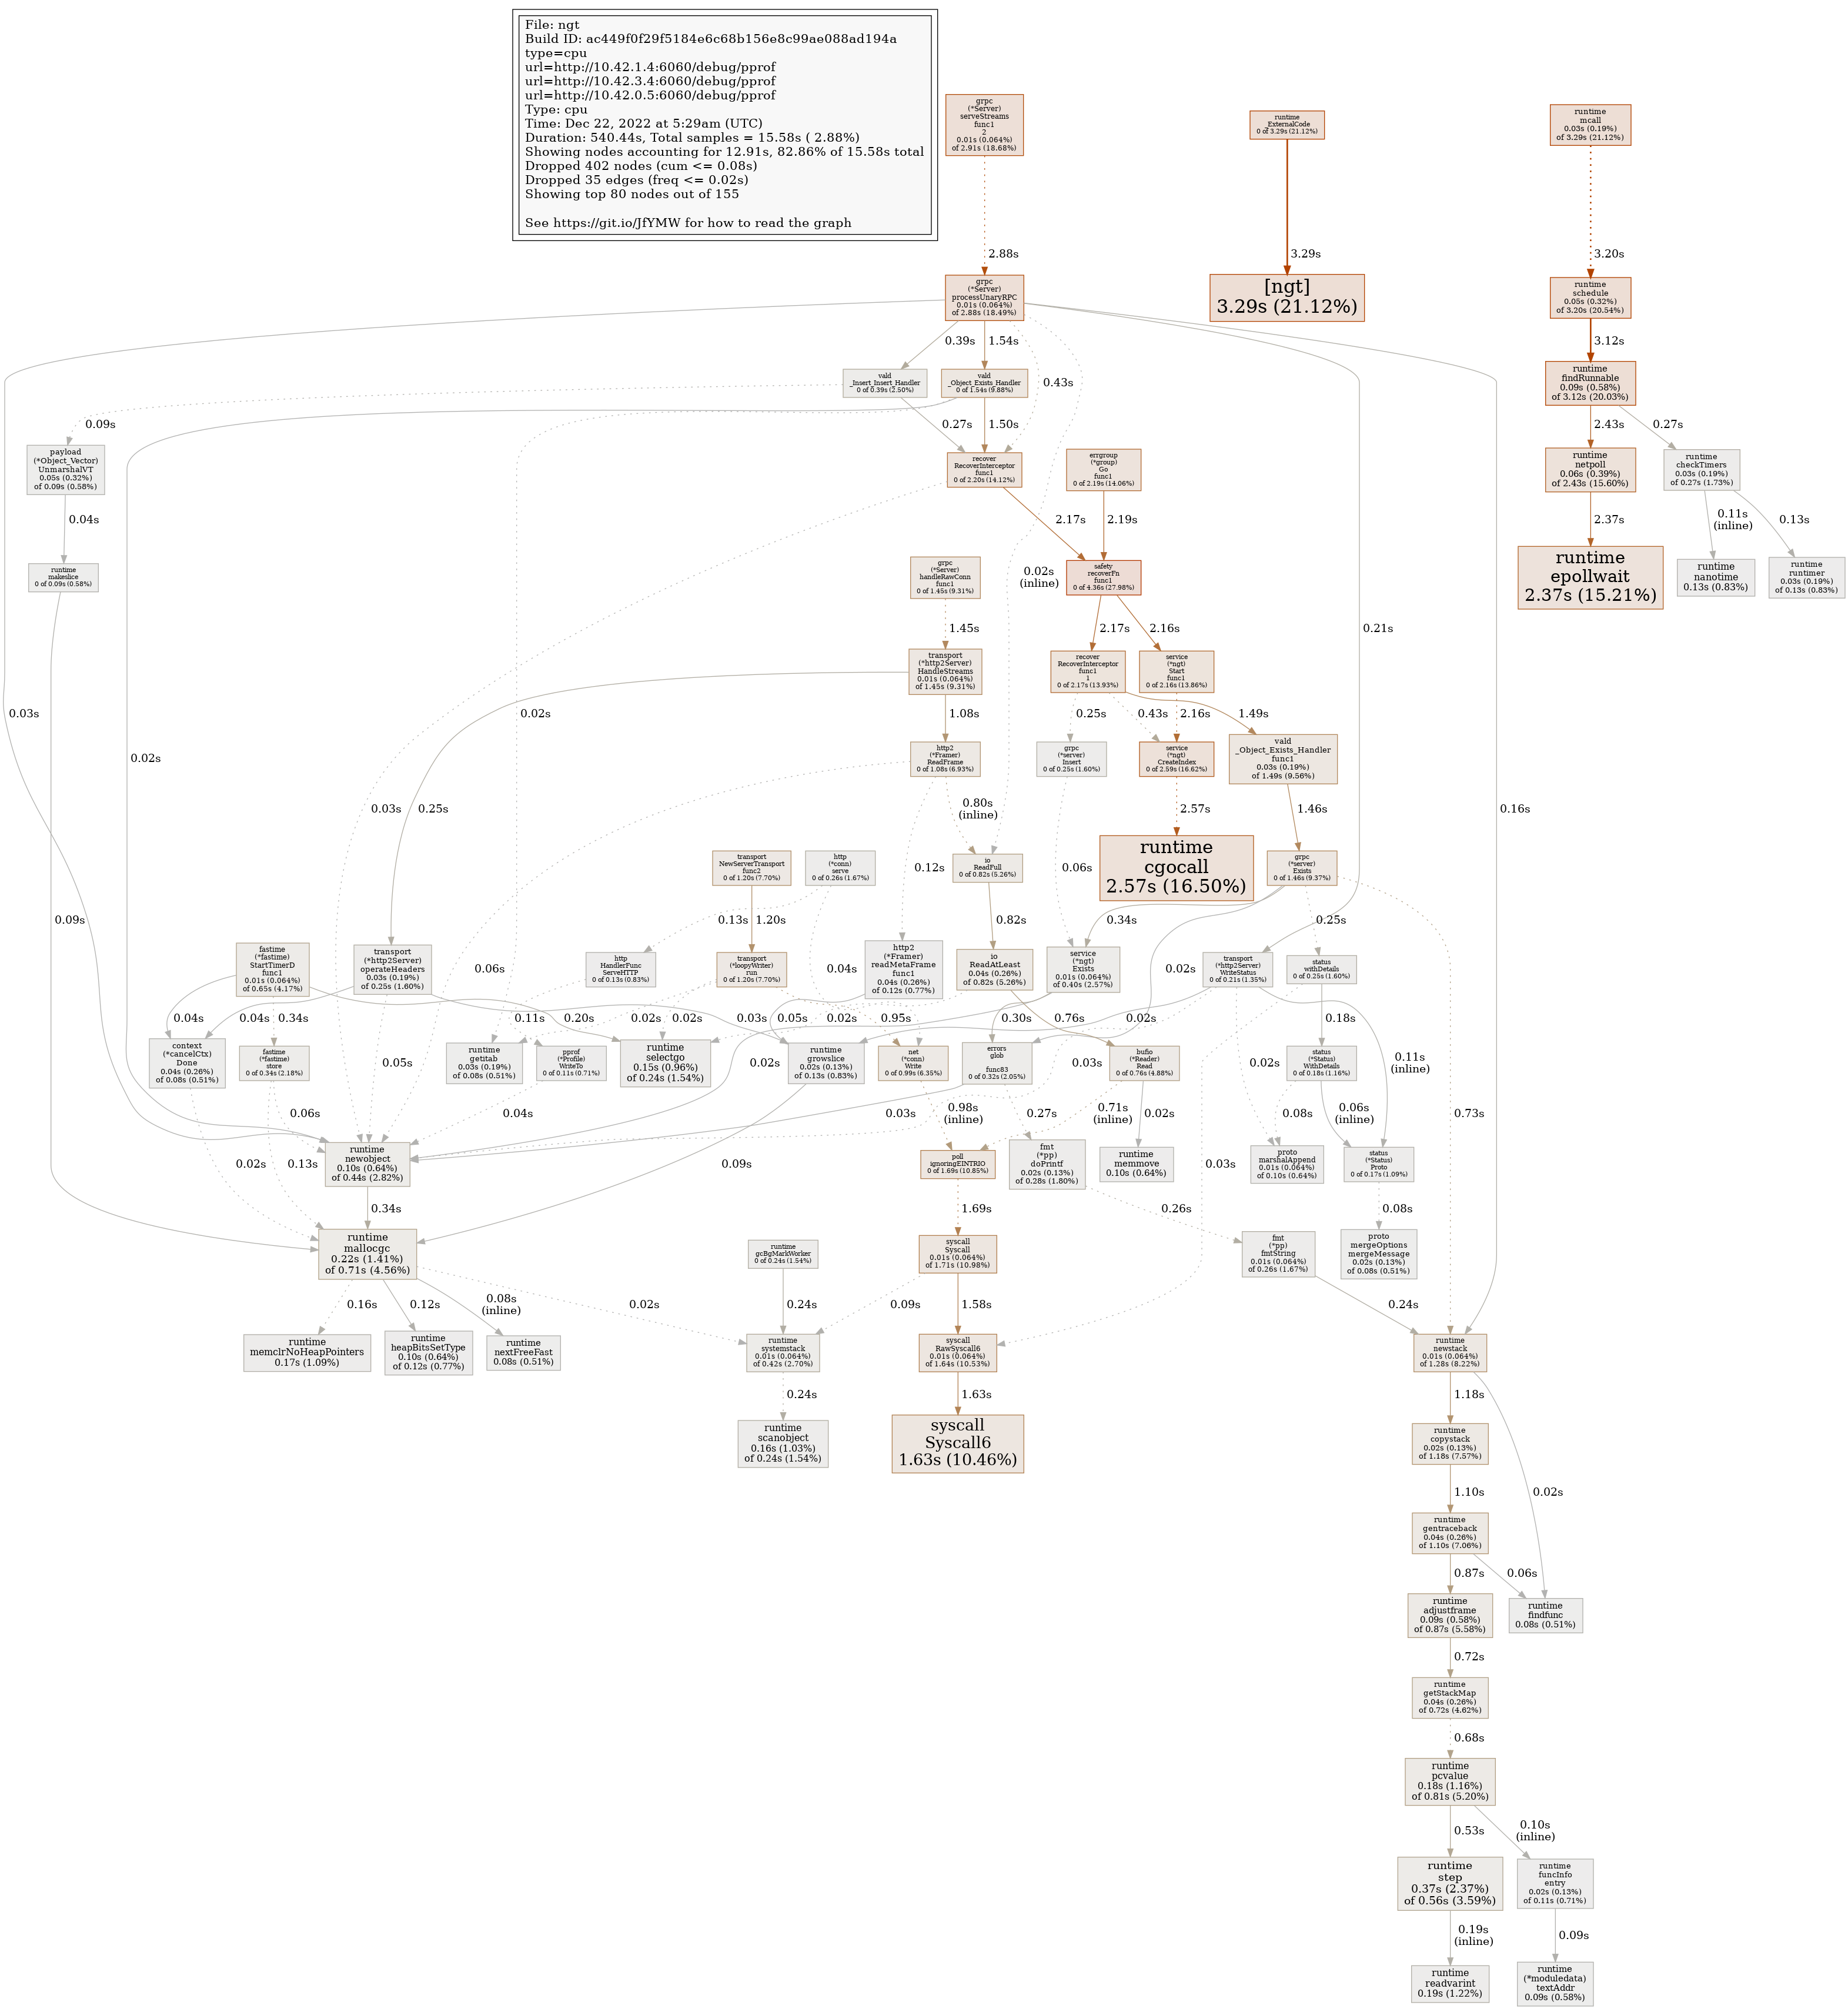 File: ngt
Build ID: ac449f0f29f5184e6c68b156e8c99ae088ad194a
type=cpu
url=http://10.42.1.4:6060/debug/pprof
url=http://10.42.3.4:6060/debug/pprof
url=http://10.42.0.5:6060/debug/pprof
Type: cpu
Time: Dec 22, 2022 at 5:29am (UTC)
Duration: 540.44s, Total samples = 15.58s ( 2.88%)
Showing nodes accounting for 12.91s, 82.86% of 15.58s total
Dropped 402 nodes (cum <= 0.08s)
Dropped 35 edges (freq <= 0.02s)
Showing top 80 nodes out of 155
See https://git.io/JfYMW for how to read the graph
grpc
(*Server)
serveStreams
func1
2
0.01s (0.064%)
of 2.91s (18.68%)
runtime
_ExternalCode
0 of 3.29s (21.12%)
runtime
mcall
0.03s (0.19%)
of 3.29s (21.12%)
2.88s
3.29s
3.20s
grpc
(*Server)
processUnaryRPC
0.01s (0.064%)
of 2.88s (18.49%)
[ngt]
3.29s (21.12%)
runtime
schedule
0.05s (0.32%)
of 3.20s (20.54%)
0.39s
1.54s
0.43s
3.12s
vald
_Insert_Insert_Handler
0 of 0.39s (2.50%)
vald
_Object_Exists_Handler
0 of 1.54s (9.88%)
runtime
findRunnable
0.09s (0.58%)
of 3.12s (20.03%)
0.09s
0.27s
1.50s
2.43s
0.27s
payload
(*Object_Vector)
UnmarshalVT
0.05s (0.32%)
of 0.09s (0.58%)
recover
RecoverInterceptor
func1
0 of 2.20s (14.12%)
errgroup
(*group)
Go
func1
0 of 2.19s (14.06%)
runtime
netpoll
0.06s (0.39%)
of 2.43s (15.60%)
runtime
checkTimers
0.03s (0.19%)
of 0.27s (1.73%)
0.04s
2.17s
2.19s
2.37s
0.11s
(inline)
0.13s
runtime
makeslice
0 of 0.09s (0.58%)
grpc
(*Server)
handleRawConn
func1
0 of 1.45s (9.31%)
0.02s
(inline)
safety
recoverFn
func1
0 of 4.36s (27.98%)
runtime
epollwait
2.37s (15.21%)
runtime
nanotime
0.13s (0.83%)
runtime
runtimer
0.03s (0.19%)
of 0.13s (0.83%)
1.45s
2.17s
2.16s
0.21s
transport
(*http2Server)
HandleStreams
0.01s (0.064%)
of 1.45s (9.31%)
recover
RecoverInterceptor
func1
1
0 of 2.17s (13.93%)
service
(*ngt)
Start
func1
0 of 2.16s (13.86%)
0.03s
0.02s
1.08s
0.25s
0.43s
2.16s
1.49s
http2
(*Framer)
ReadFrame
0 of 1.08s (6.93%)
grpc
(*server)
Insert
0 of 0.25s (1.60%)
service
(*ngt)
CreateIndex
0 of 2.59s (16.62%)
vald
_Object_Exists_Handler
func1
0.03s (0.19%)
of 1.49s (9.56%)
0.02s
0.03s
0.25s
0.80s
(inline)
2.57s
1.46s
0.16s
transport
NewServerTransport
func2
0 of 1.20s (7.70%)
http
(*conn)
serve
0 of 0.26s (1.67%)
0.12s
io
ReadFull
0 of 0.82s (5.26%)
0.06s
runtime
cgocall
2.57s (16.50%)
grpc
(*server)
Exists
0 of 1.46s (9.37%)
0.09s
0.13s
1.20s
0.82s
0.34s
0.25s
fastime
(*fastime)
StartTimerD
func1
0.01s (0.064%)
of 0.65s (4.17%)
transport
(*http2Server)
operateHeaders
0.03s (0.19%)
of 0.25s (1.60%)
0.06s
http
HandlerFunc
ServeHTTP
0 of 0.13s (0.83%)
transport
(*loopyWriter)
run
0 of 1.20s (7.70%)
0.04s
http2
(*Framer)
readMetaFrame
func1
0.04s (0.26%)
of 0.12s (0.77%)
io
ReadAtLeast
0.04s (0.26%)
of 0.82s (5.26%)
service
(*ngt)
Exists
0.01s (0.064%)
of 0.40s (2.57%)
0.02s
transport
(*http2Server)
WriteStatus
0 of 0.21s (1.35%)
status
withDetails
0 of 0.25s (1.60%)
0.04s
0.34s
0.04s
0.20s
0.03s
0.11s
0.02s
0.02s
0.95s
0.05s
0.02s
0.76s
0.30s
0.02s
0.18s
context
(*cancelCtx)
Done
0.04s (0.26%)
of 0.08s (0.51%)
fastime
(*fastime)
store
0 of 0.34s (2.18%)
0.05s
runtime
getitab
0.03s (0.19%)
of 0.08s (0.51%)
pprof
(*Profile)
WriteTo
0 of 0.11s (0.71%)
runtime
selectgo
0.15s (0.96%)
of 0.24s (1.54%)
0.02s
runtime
growslice
0.02s (0.13%)
of 0.13s (0.83%)
net
(*conn)
Write
0 of 0.99s (6.35%)
errors
glob

func83
0 of 0.32s (2.05%)
0.03s
bufio
(*Reader)
Read
0 of 0.76s (4.88%)
0.02s
status
(*Status)
WithDetails
0 of 0.18s (1.16%)
0.11s
(inline)
0.02s
0.13s
0.06s
0.04s
0.09s
0.03s
0.98s
(inline)
0.27s
0.71s
(inline)
0.02s
0.03s
0.08s
0.06s
(inline)
0.73s
runtime
newobject
0.10s (0.64%)
of 0.44s (2.82%)
poll
ignoringEINTRIO
0 of 1.69s (10.85%)
fmt
(*pp)
doPrintf
0.02s (0.13%)
of 0.28s (1.80%)
runtime
memmove
0.10s (0.64%)
proto
marshalAppend
0.01s (0.064%)
of 0.10s (0.64%)
status
(*Status)
Proto
0 of 0.17s (1.09%)
0.34s
1.69s
0.26s
0.08s
runtime
mallocgc
0.22s (1.41%)
of 0.71s (4.56%)
runtime
gcBgMarkWorker
0 of 0.24s (1.54%)
syscall
Syscall
0.01s (0.064%)
of 1.71s (10.98%)
fmt
(*pp)
fmtString
0.01s (0.064%)
of 0.26s (1.67%)
proto
mergeOptions
mergeMessage
0.02s (0.13%)
of 0.08s (0.51%)
0.16s
0.12s
0.08s
(inline)
0.02s
0.24s
0.09s
1.58s
0.24s
runtime
memclrNoHeapPointers
0.17s (1.09%)
runtime
heapBitsSetType
0.10s (0.64%)
of 0.12s (0.77%)
runtime
nextFreeFast
0.08s (0.51%)
runtime
systemstack
0.01s (0.064%)
of 0.42s (2.70%)
syscall
RawSyscall6
0.01s (0.064%)
of 1.64s (10.53%)
runtime
newstack
0.01s (0.064%)
of 1.28s (8.22%)
0.24s
1.63s
1.18s
runtime
scanobject
0.16s (1.03%)
of 0.24s (1.54%)
syscall
Syscall6
1.63s (10.46%)
runtime
copystack
0.02s (0.13%)
of 1.18s (7.57%)
1.10s
0.02s
runtime
gentraceback
0.04s (0.26%)
of 1.10s (7.06%)
0.87s
0.06s
runtime
adjustframe
0.09s (0.58%)
of 0.87s (5.58%)
runtime
findfunc
0.08s (0.51%)
0.72s
runtime
getStackMap
0.04s (0.26%)
of 0.72s (4.62%)
0.68s
runtime
pcvalue
0.18s (1.16%)
of 0.81s (5.20%)
0.53s
0.10s
(inline)
runtime
step
0.37s (2.37%)
of 0.56s (3.59%)
runtime
funcInfo
entry
0.02s (0.13%)
of 0.11s (0.71%)
0.19s
(inline)
0.09s
runtime
readvarint
0.19s (1.22%)
runtime
(*moduledata)
textAddr
0.09s (0.58%)